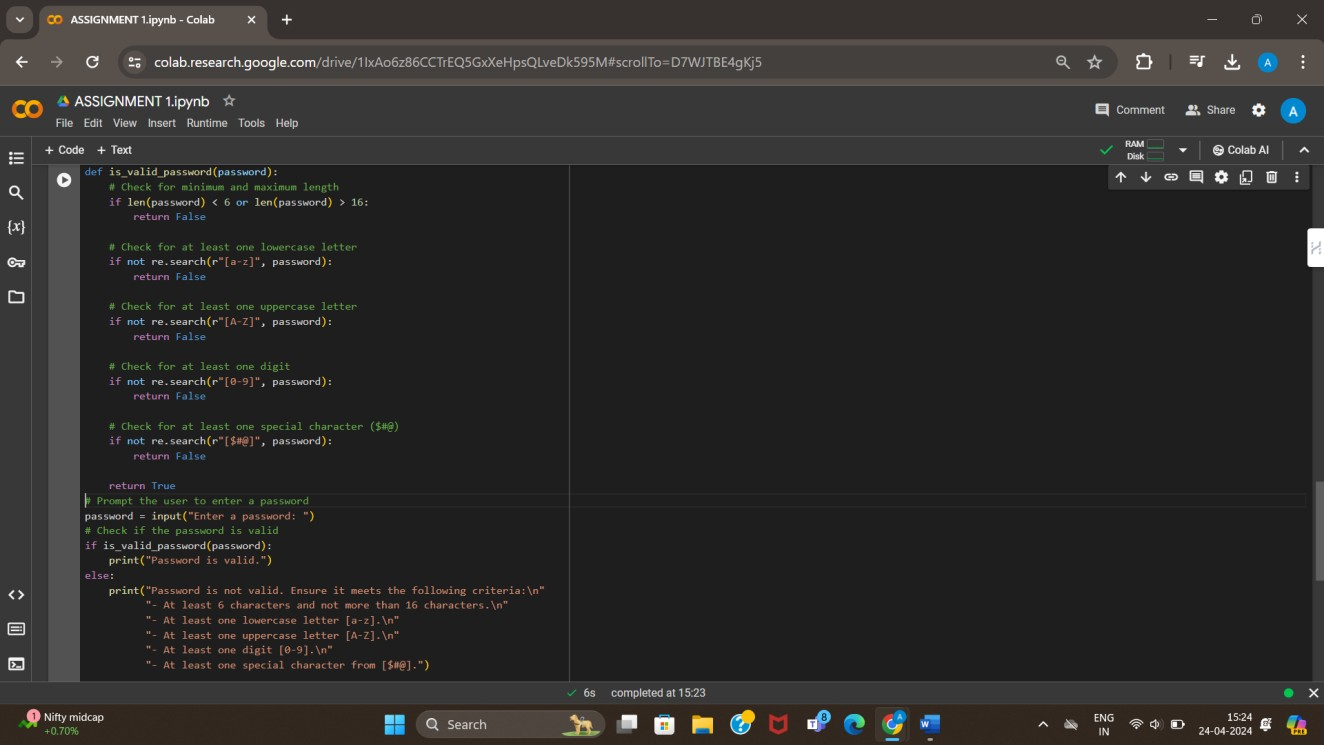 ASSIGNMENT 1.ipynb - Colab
colab.research.google.com/drive/1IxAo6z86CCTrEQ5GxXeHpsQLveDk595M#scrollTo=D7WJTBE4gKj5
A
ASSIGNMENT 1.ipynb
Comment Share A
File Edit View Insert Runtime Tools Help
+ Code + Text
RAM
Disk
Colab AI
def is_valid_password(password):
    # Check for minimum and maximum length
    if len(password) < 6 or len(password) > 16:
        return False
    # Check for at least one lowercase letter
    if not re.search(r"[a-z]", password):
        return False
    # Check for at least one uppercase letter
    if not re.search(r"[A-Z]", password):
        return False
    # Check for at least one digit
    if not re.search(r"[0-9]", password):
        return False
    # Check for at least one special character ($#@)
    if not re.search(r"[$#@]", password):
        return False
    return True
# Prompt the user to enter a password
password = input("Enter a password: ")
# Check if the password is valid
if is_valid_password(password):
    print("Password is valid.")
else:
    print("Password is not valid. Ensure it meets the following criteria:\n"
          "- At least 6 characters and not more than 16 characters.\n"
          "- At least one lowercase letter [a-z].\n"
          "- At least one uppercase letter [A-Z].\n"
          "- At least one digit [0-9].\n"
          "- At least one special character from [$#@].")
{x}
6s completed at 15:23
1
Nifty midcap
+0.70%
Search
8
A
ENG
IN
15:24
24-04-2024
PRE